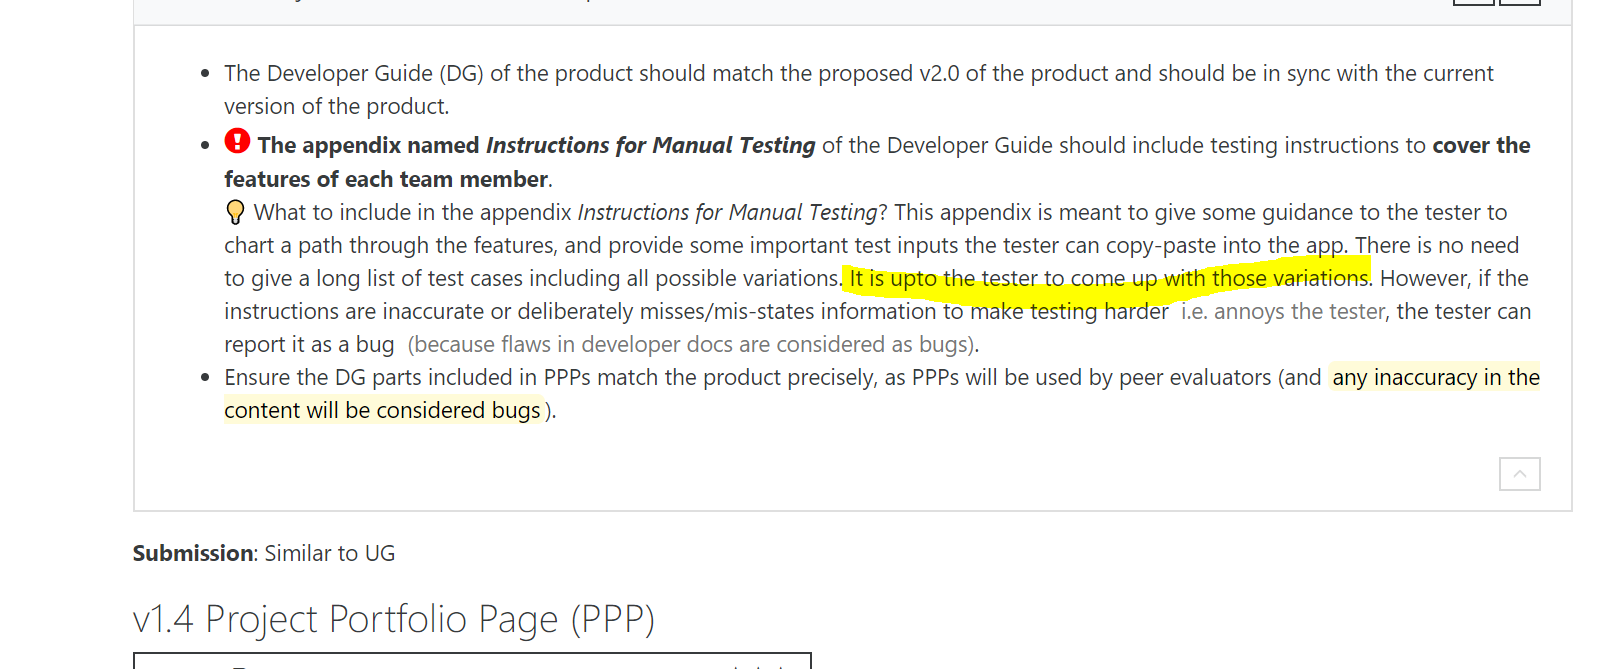 The Developer Guide (DG) of the product should match the proposed v2.0 of the product and should be in sync with the current
version of the product.
The appendix named Instructions for Manual Testing of the Developer Guide should include testing instructions to cover the
features of each team member.
What to include in the appendix Instructions for Manual Testing? This appendix is meant to give some guidance to the tester to
chart a path through the features, and provide some important test inputs the tester can copy-paste into the app. There is no need
to give a long list of test cases including all possible variations. It is upto the tester to come up with those variations. However, if the
instructions are inaccurate or deliberately misses/mis-states information to make testing harder i.e. annoys the tester, the tester can
report it as a bug (because flaws in developer docs are considered as bugs).
Ensure the DG parts included in PPPs match the product precisely, as PPPs will be used by peer evaluators (and any inaccuracy in the
content will be considered bugs).
Submission: Similar to UG
v1.4 Project Portfolio Page (PPP)